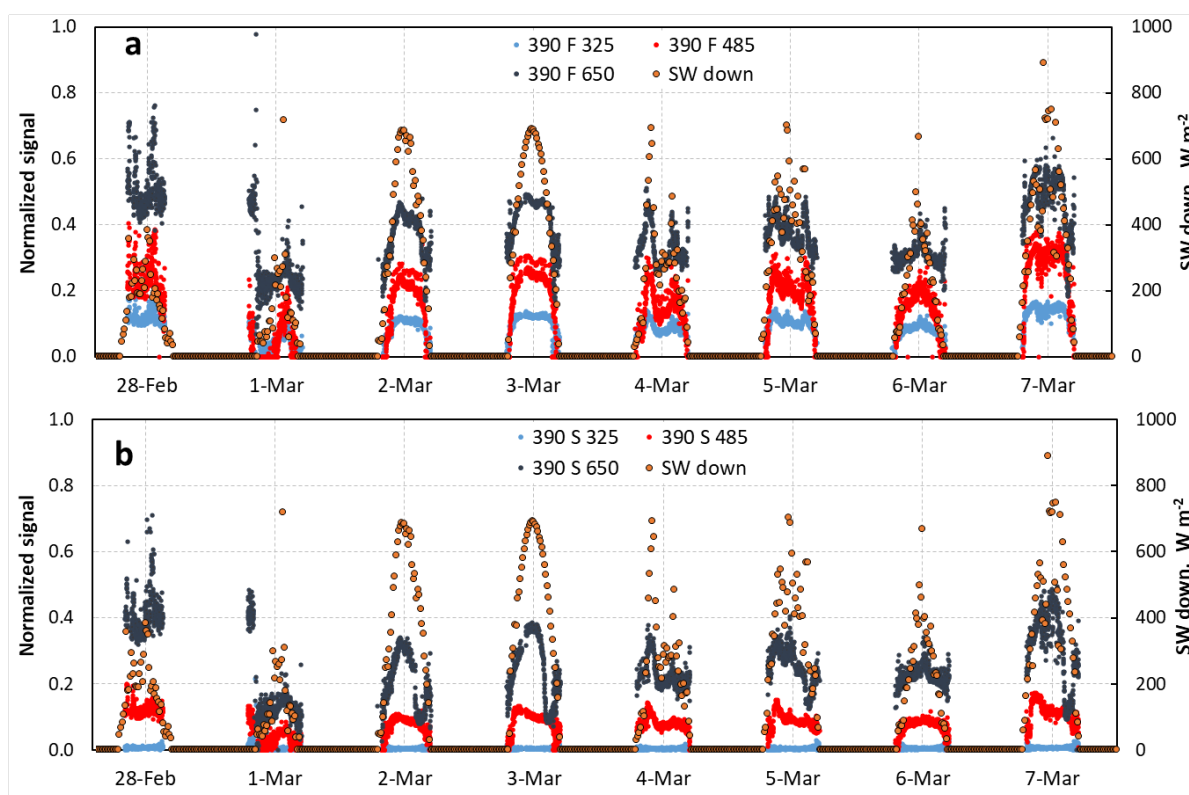 a
390 F 325
390 F 485
390 F 650
SW down
Normalized signal
1.0
0.8
0.6
0.4
0.2
0.0
1000
800
600
400
200
0
SW down, W m-2
28-Feb
1-Mar
2-Mar
3-Mar
4-Mar
5-Mar
6-Mar
7-Mar
b
390 S 325
390 S 485
390 S 650
SW down
Normalized signal
1.0
0.8
0.6
0.4
0.2
0.0
1000
800
600
400
200
0
SW down, W m-2
28-Feb
1-Mar
2-Mar
3-Mar
4-Mar
5-Mar
6-Mar
7-Mar